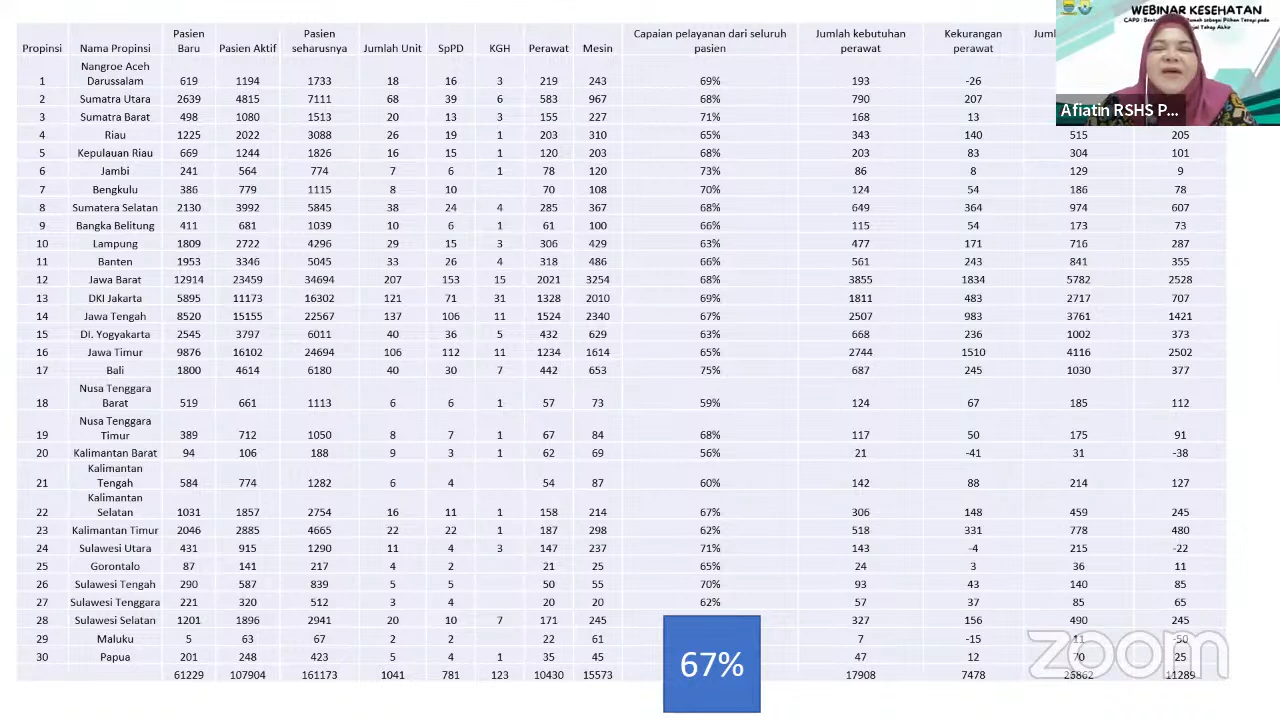 WEBINAR KESEHATAN
Afiatin RSHS P...
Propinsi Nama Propinsi Pasien Baru Pasien Aktif Pasien seharusnya Jumlah Unit SpPD KGH Perawat Mesin Capaian pelayanan dari seluruh pasien Jumlah kebutuhan perawat Kekurangan perawat
1 Nangroe Aceh Darussalam 619 1194 1733 18 16 3 219 243 69% 193 -26
2 Sumatra Utara 2639 4815 7111 68 39 6 583 967 68% 790 207
3 Sumatra Barat 498 1080 1513 20 13 3 155 227 71% 168 13
4 Riau 1225 2022 3088 26 19 1 203 310 65% 343 140 515 205
5 Kepulauan Riau 669 1244 1826 16 15 1 120 203 68% 203 83 304 101
6 Jambi 241 564 774 7 6 1 78 120 73% 86 8 129 9
7 Bengkulu 386 779 1115 8 10 70 108 70% 124 54 186 78
8 Sumatera Selatan 2130 3992 5845 38 24 4 285 367 68% 649 364 974 607
9 Bangka Belitung 411 681 1039 10 6 1 61 100 66% 115 54 173 73
10 Lampung 1809 2722 4296 29 15 3 306 429 63% 477 171 716 287
11 Banten 1953 3346 5045 33 26 4 318 486 66% 561 243 841 355
12 Jawa Barat 12914 23459 34694 207 153 15 2021 3254 68% 3855 1834 5782 2528
13 DKI Jakarta 5895 11173 16302 121 71 31 1328 2010 69% 1811 483 2717 707
14 Jawa Tengah 8520 15155 22567 137 106 11 1524 2340 67% 2507 983 3761 1421
15 DI. Yogyakarta 2545 3797 6011 40 36 5 432 629 63% 668 236 1002 373
16 Jawa Timur 9876 16102 24694 106 112 11 1234 1614 65% 2744 1510 4116 2502
17 Bali 1800 4614 6180 40 30 7 442 653 75% 687 245 1030 377
18 Nusa Tenggara Barat 519 661 1113 6 6 1 57 73 59% 124 67 185 112
19 Nusa Tenggara Timur 389 712 1050 8 7 1 67 84 68% 117 50 175 91
20 Kalimantan Barat 94 106 188 9 3 1 62 69 56% 21 -41 31 -38
21 Kalimantan Tengah 584 774 1282 6 4 54 87 60% 142 88 214 127
22 Kalimantan Selatan 1031 1857 2754 16 11 1 158 214 67% 306 148 459 245
23 Kalimantan Timur 2046 2885 4665 22 22 1 187 298 62% 518 331 778 480
24 Sulawesi Utara 431 915 1290 11 4 3 147 237 71% 143 -4 215 -22
25 Gorontalo 87 141 217 4 2 21 25 65% 24 3 36 11
26 Sulawesi Tengah 290 587 839 5 5 50 55 70% 93 43 140 85
27 Sulawesi Tenggara 221 320 512 3 4 20 20 62% 57 37 85 65
28 Sulawesi Selatan 1201 1896 2941 20 10 7 171 245 327 156 490 245
29 Maluku 5 63 67 2 2 22 61 7 -15 11 -50
30 Papua 201 248 423 5 4 1 35 45 47 12 70 25
61229 107904 161173 1041 781 123 10430 15573 17908 7478 25862 11289
67%
zoom